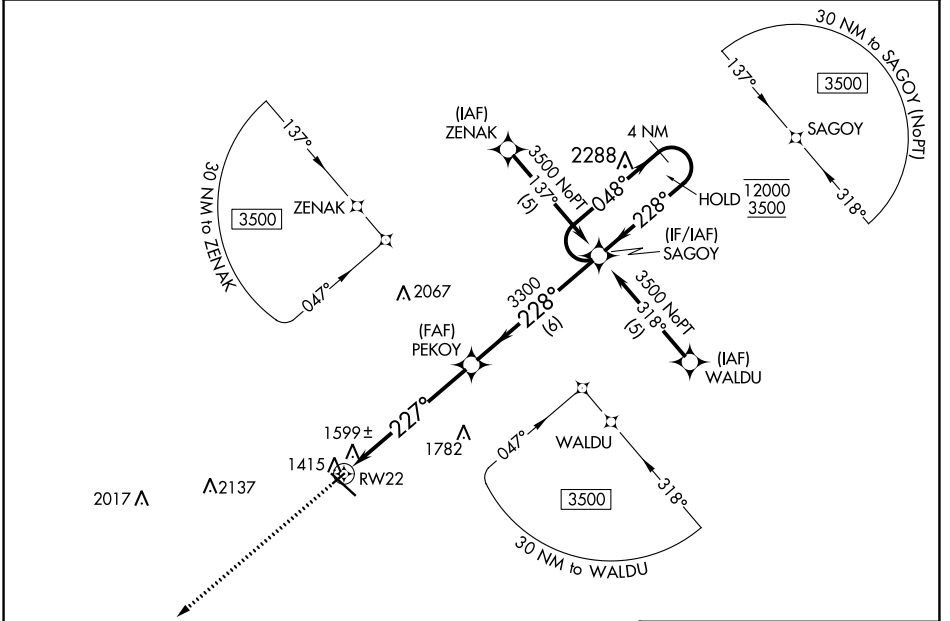 30 NM to SAGOY (NoPT)
137°
3500
SAGOY
318°
(IAF)
ZENAK
4 NM
2288
3500 NoPT
137°
(5)
048°
228°
HOLD
12000
3500
(IF/IAF)
SAGOY
137°
ZENAK
3500
30 NM to ZENAK
047°
2067
3300
228°
(6)
3500 NoPT
318°
(5)
(FAF)
PEKOY
(IAF)
WALDU
227°
1599±
1782
1415
RW22
2017
2137
047°
WALDU
318°
3500
30 NM to WALDU